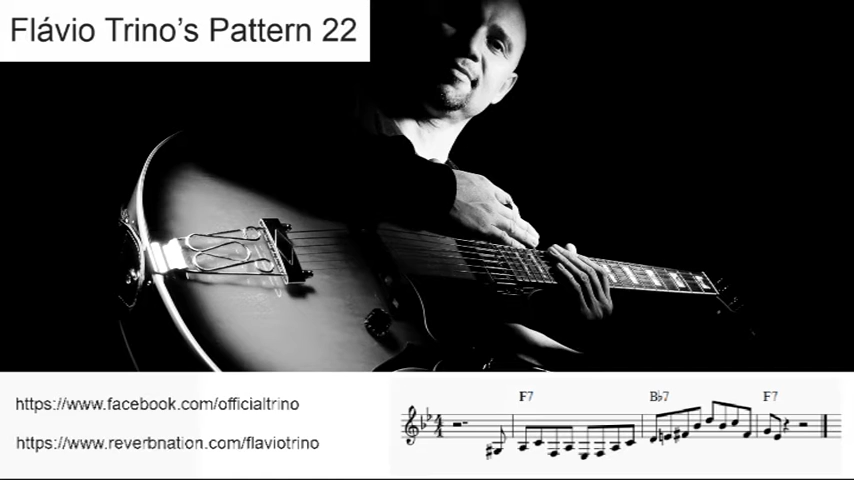 Flávio Trino's Pattern 22
https://www.facebook.com/officialtrino
https://www.reverbnation.com/flaviotrino
F7 B♭7 F7